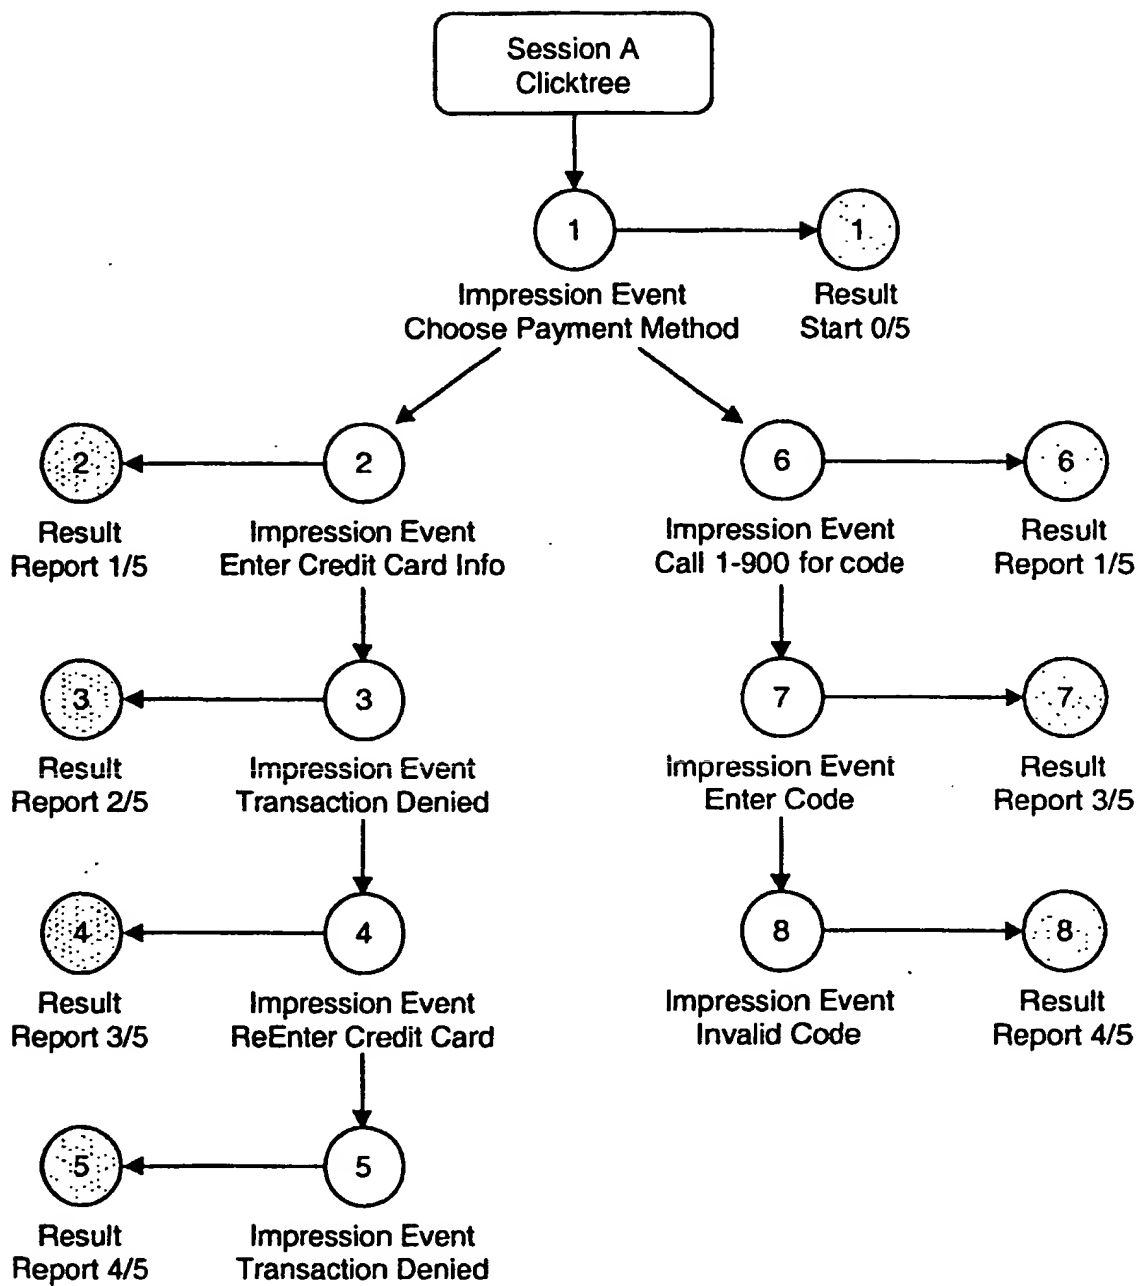 Session A
Clicktree
1
1
Impression Event
Choose Payment Method
Result
Start 0/5
2
2
6
6
Result
Report 1/5
Impression Event
Enter Credit Card Info
Impression Event
Call 1-900 for code
Result
Report 1/5
3
3
7
7
Result
Report 2/5
Impression Event
Transaction Denied
Impression Event
Enter Code
Result
Report 3/5
4
4
8
8
Result
Report 3/5
Impression Event
ReEnter Credit Card
Impression Event
Invalid Code
Result
Report 4/5
5
5
Result
Report 4/5
Impression Event
Transaction Denied